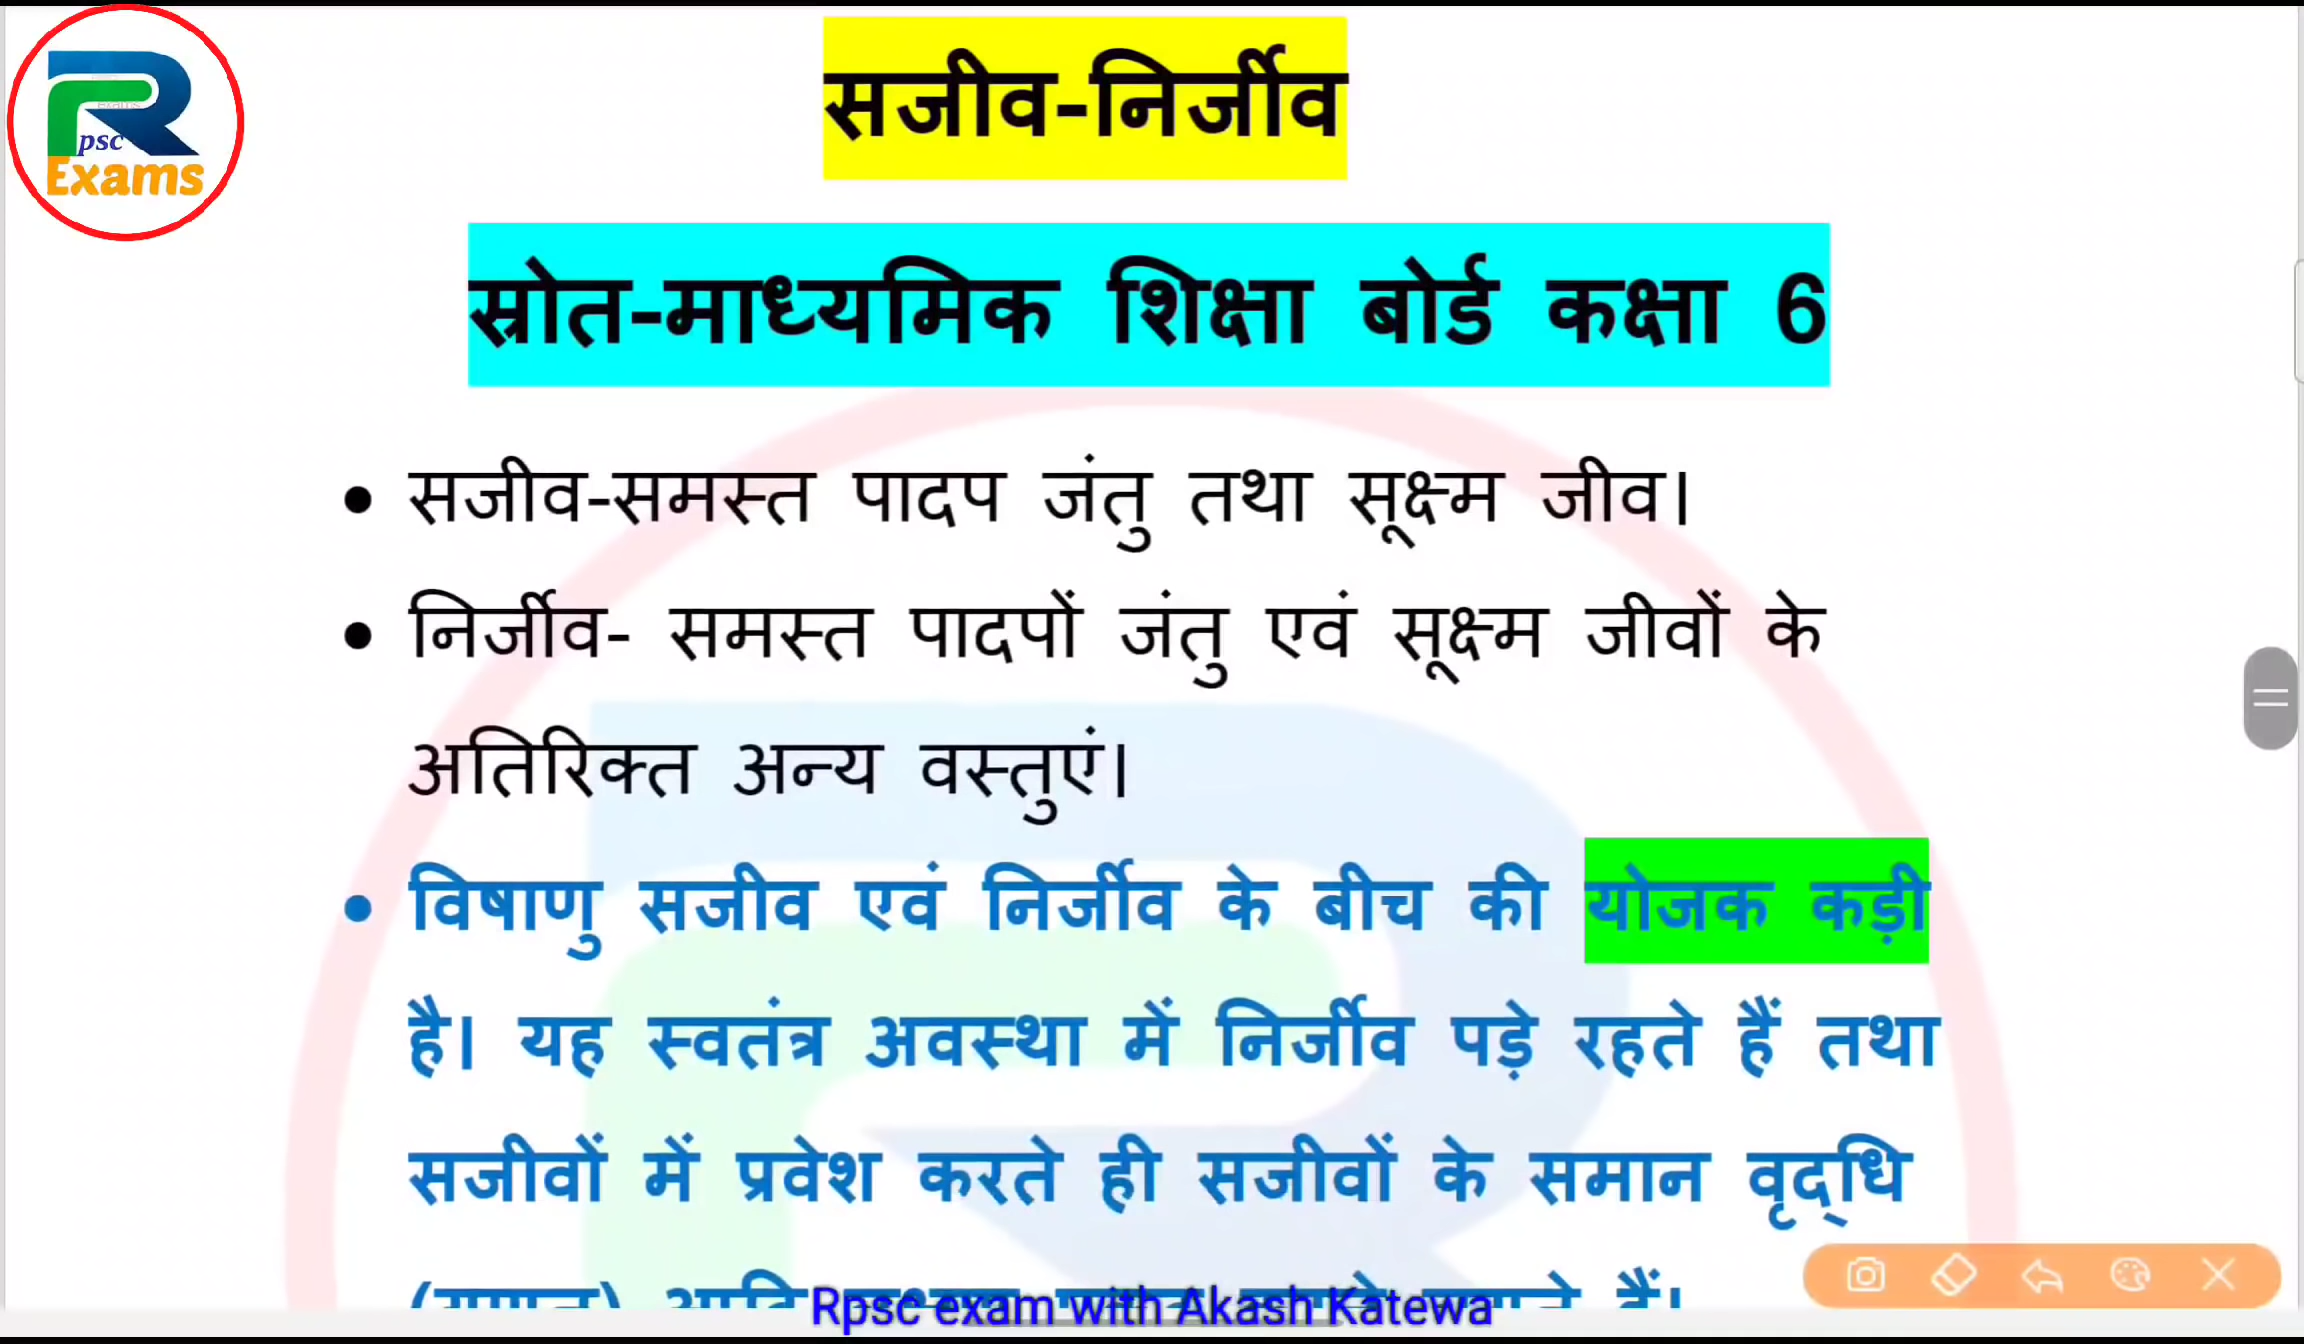 psc
Exams
सजीव-निर्जीव
स्रोत-माध्यमिक शिक्षा बोर्ड कक्षा 6
• सजीव-समस्त पादप जंतु तथा सूक्ष्म जीव।
• निर्जीव- समस्त पादपों जंतु एवं सूक्ष्म जीवों के
अतिरिक्त अन्य वस्तुएं।
• विषाणु सजीव एवं निर्जीव के बीच की योजक कड़ी
है। यह स्वतंत्र अवस्था में निर्जीव पड़े रहते हैं तथा
सजीवों में प्रवेश करते ही सजीवों के समान वृद्धि
हैं।
Rpsc exam with Akash Katewa